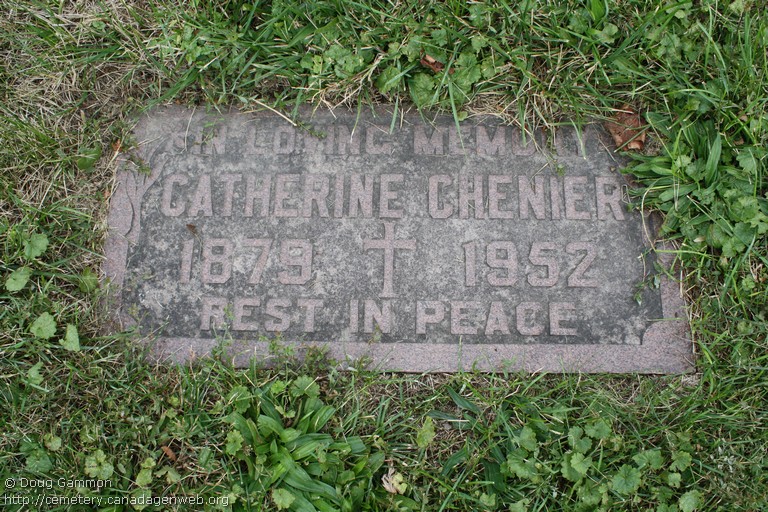 IN LOVING MEMORY
CATHERINE CHENIER
1879 1952
REST IN PEACE
© Doug Gammon
http://cemetery.canadagenweb.org